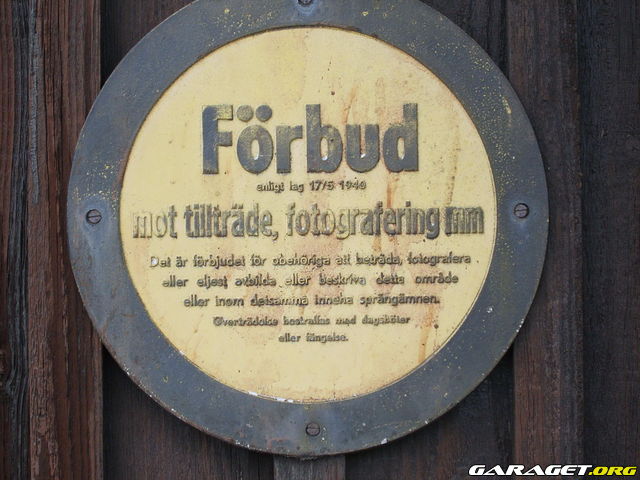 Förbud
enligt lag 17/5 1940
mot tillträde, fotografering mm
Det är förbjudet för obehöriga att beträda, fotografera
eller eljest avbilda eller beskriva detta område
eller inom detsamma inneha sprängämnen.
Överträdelse bestraffas med dagsböter
eller fängelse.
GARAGET.ORG